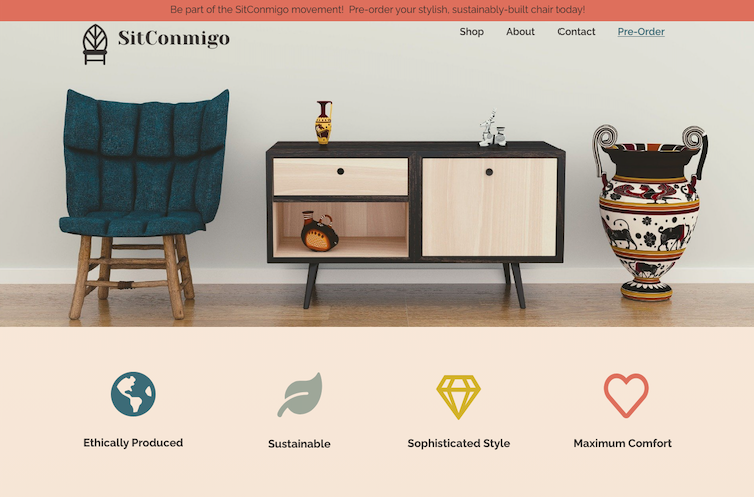 Be part of the SitConmigo movement!  Pre-order your stylish, sustainably-built chair today!
SitConmigo
Shop About Contact Pre-Order
Ethically Produced Sustainable Sophisticated Style Maximum Comfort